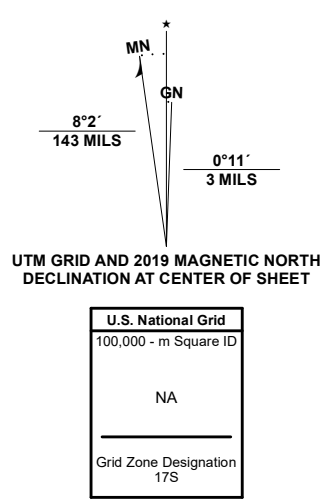 MN
GN
8°2´
143 MILS
0°11´
3 MILS
UTM GRID AND 2019 MAGNETIC NORTH
DECLINATION AT CENTER OF SHEET
U.S. National Grid
100,000 - m Square ID
NA
Grid Zone Designation
17S